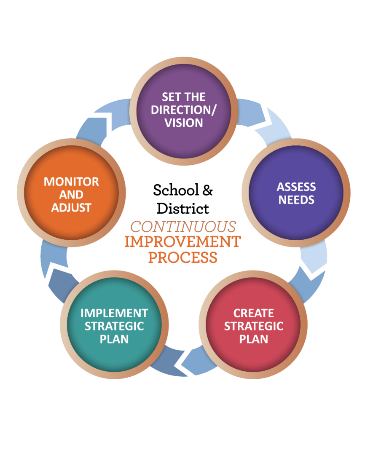 SET THE
DIRECTION/
VISION
ASSESS
NEEDS
CREATE
STRATEGIC
PLAN
IMPLEMENT
STRATEGIC
PLAN
MONITOR
AND
ADJUST
School &
District
CONTINUOUS
IMPROVEMENT
PROCESS